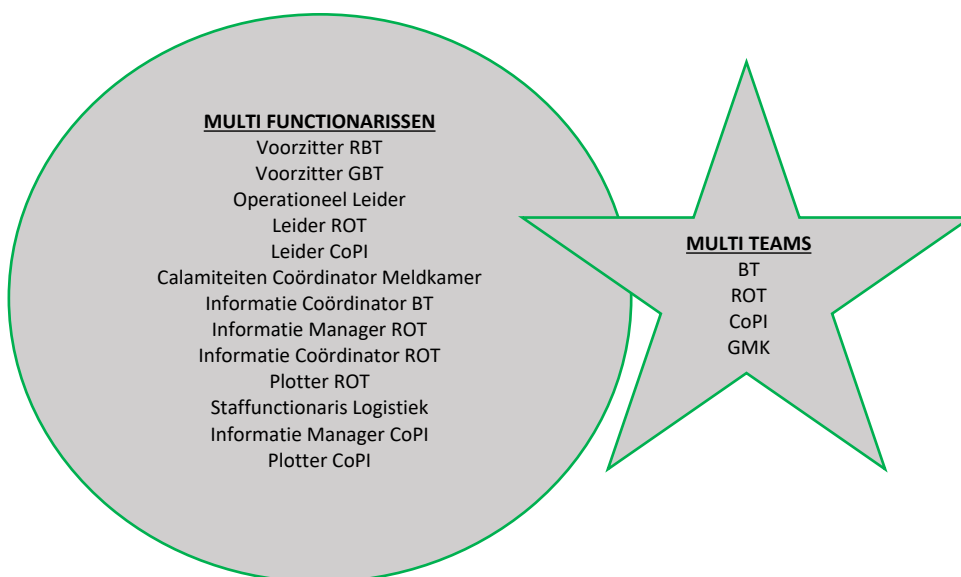 MULTI FUNCTIONARISSEN
Voorzitter RBT
Voorzitter GBT
Operationeel Leider
Leider ROT
Leider CoPI
Calamiteiten Coördinator Meldkamer
Informatie Coördinator BT
Informatie Manager ROT
Informatie Coördinator ROT
Plotter ROT
Staffunctionaris Logistiek
Informatie Manager CoPI
Plotter CoPI
MULTI TEAMS
BT
ROT
CoPI
GMK